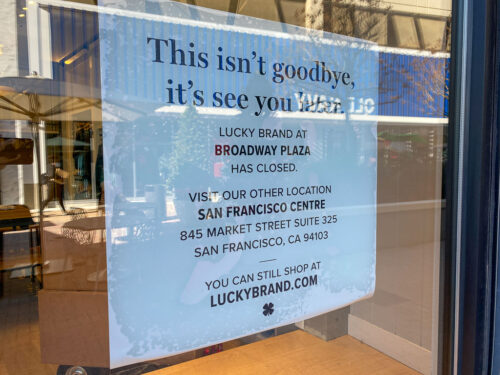 This isn't goodbye,
it's see you later.
LUCKY BRAND AT
BROADWAY PLAZA
HAS CLOSED.
VISIT OUR OTHER LOCATION
SAN FRANCISCO CENTRE
845 MARKET STREET SUITE 325
SAN FRANCISCO, CA 94103
YOU CAN STILL SHOP AT
LUCKYBRAND.COM